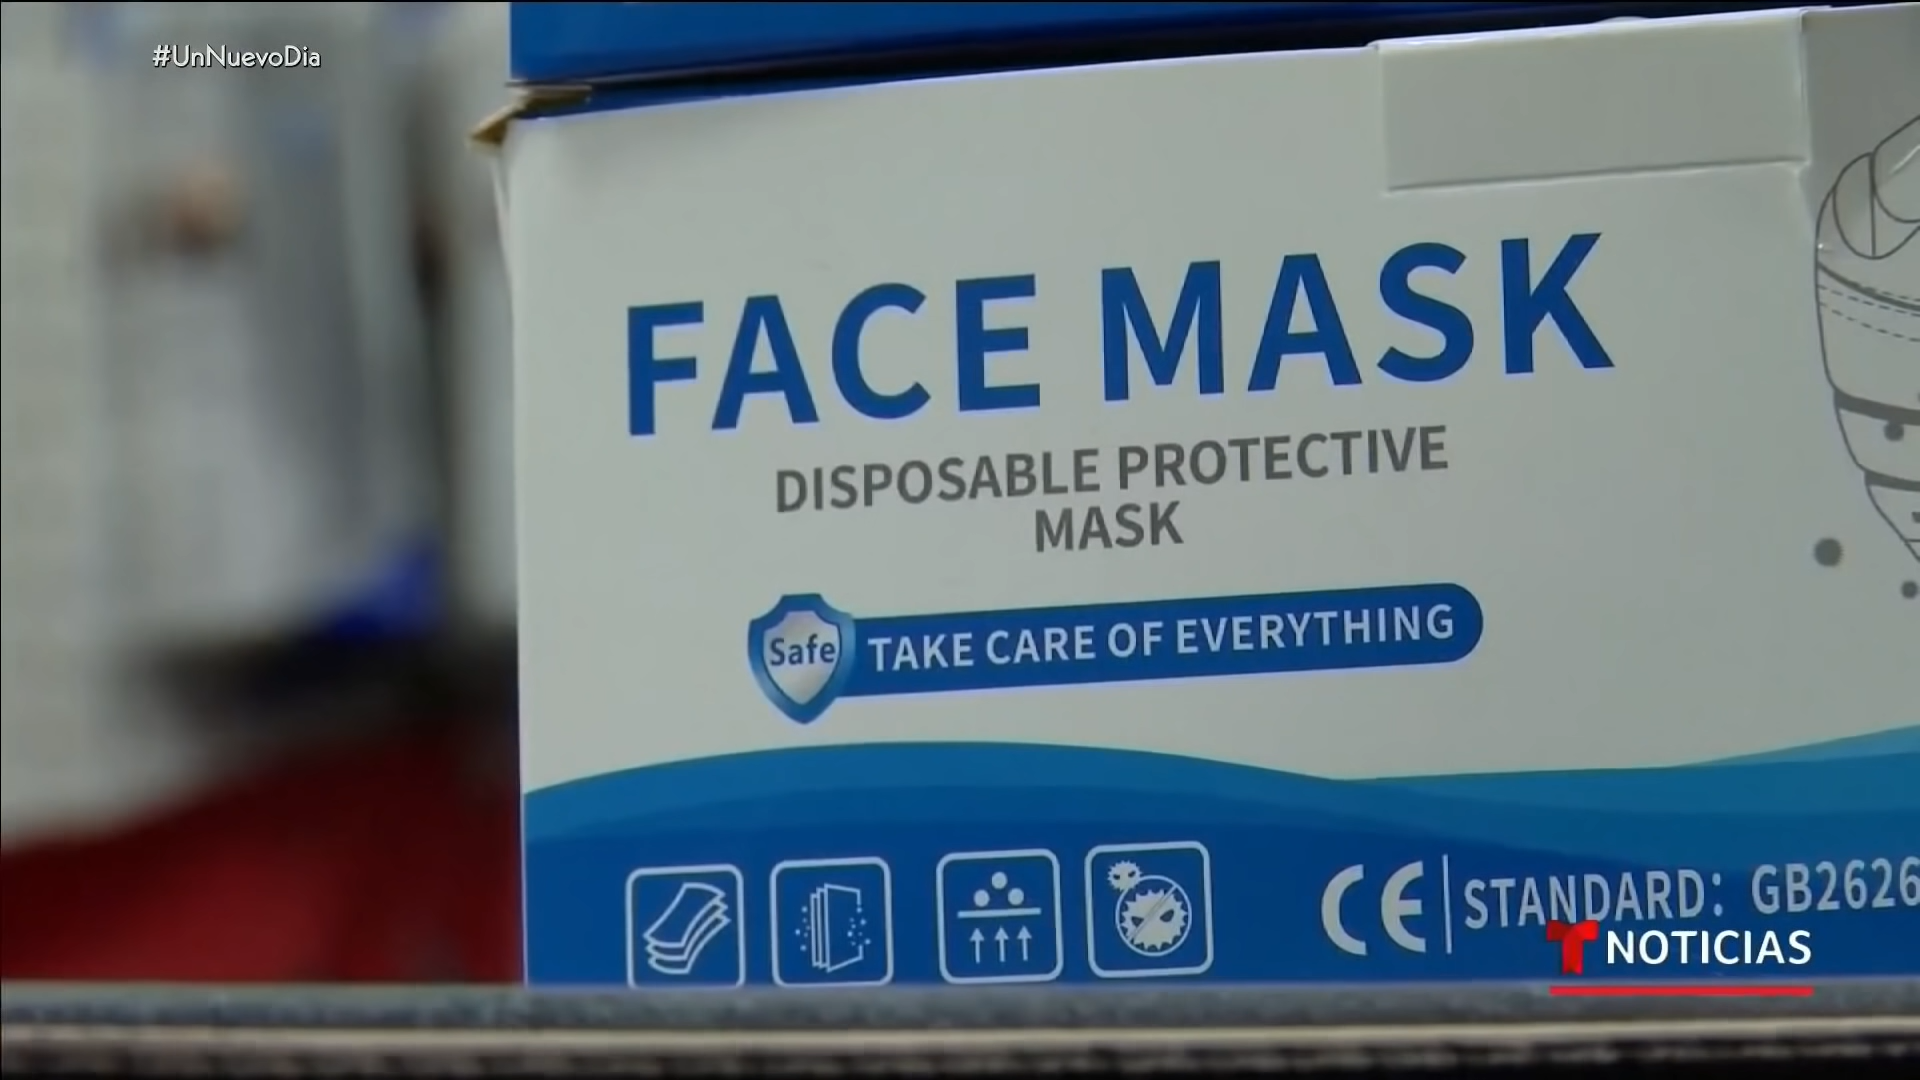 #UnNuevoDia
FACE MASK
DISPOSABLE PROTECTIVE
MASK
Safe
TAKE CARE OF EVERYTHING
CE
STANDARD: GB2626
NOTICIAS